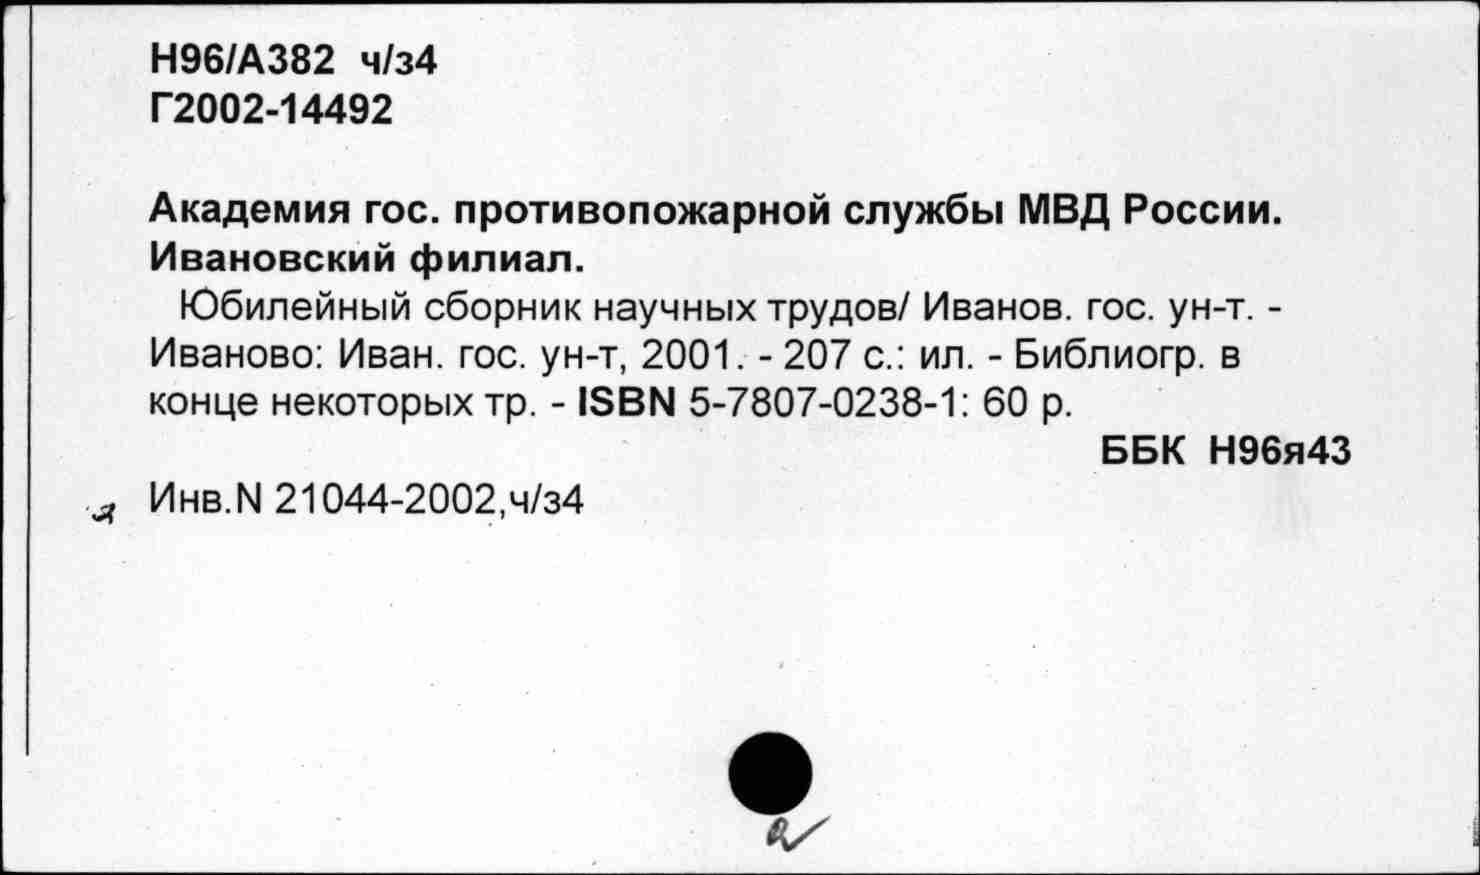 Н96/А382 ч/з4
Г2002-14492
Академия гос. противопожарной службы МВД России.
Ивановский филиал.
Юбилейный сборник научных трудов/ Иванов. гос. ун-т. -
Иваново: Иван. гос. ун-т, 2001. - 207 с.: ил. - Библиогр. в
конце некоторых тр. - ISBN 5-7807-0238-1: 60 р.
ББК Н96я43
Инв.N 21044-2002,ч/з4